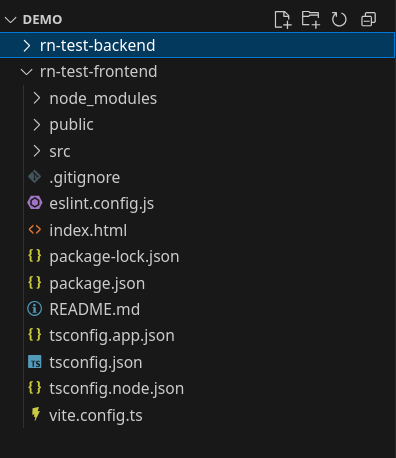 DEMO
rn-test-backend
rn-test-frontend
node_modules
public
src
.gitignore
eslint.config.js
index.html
package-lock.json
package.json
README.md
tsconfig.app.json
tsconfig.json
tsconfig.node.json
vite.config.ts